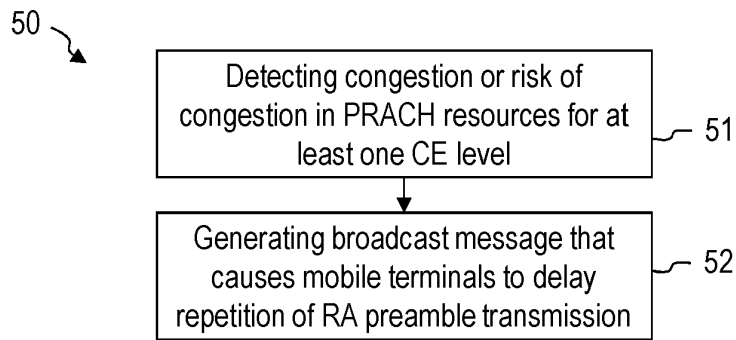 50
Detecting congestion or risk of
congestion in PRACH resources for at
least one CE level
51
Generating broadcast message that
causes mobile terminals to delay
repetition of RA preamble transmission
52